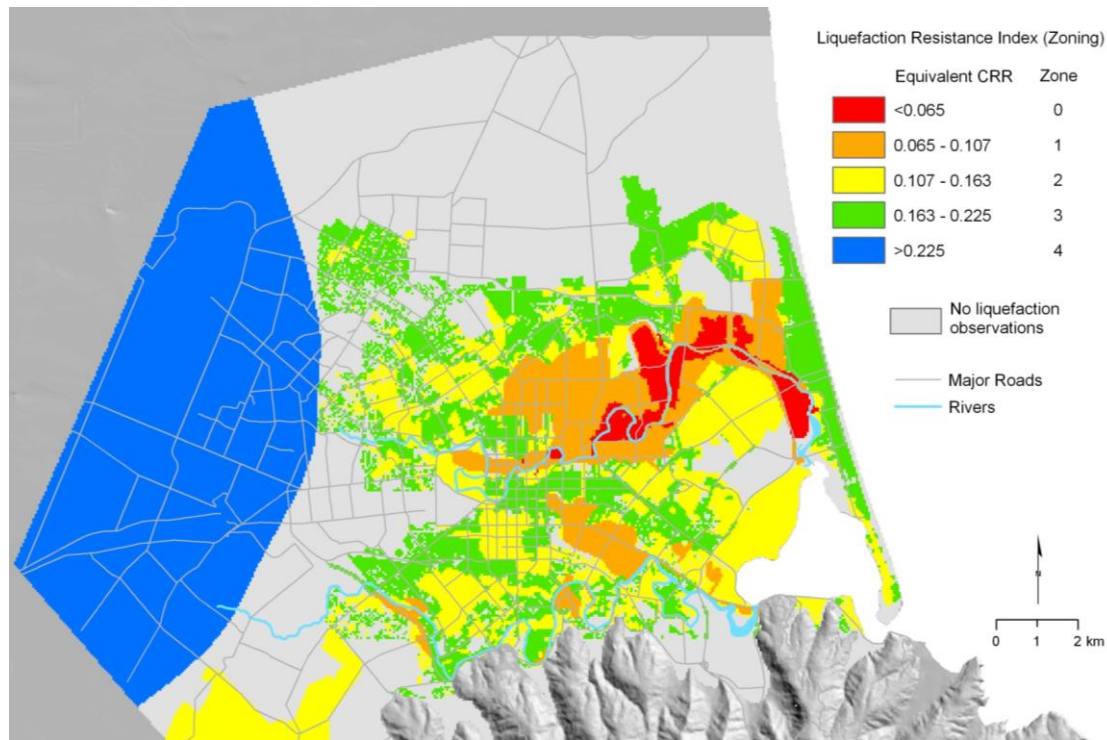 Liquefaction Resistance Index (Zoning)
Equivalent CRR Zone
<0.065 0
0.065 - 0.107 1
0.107 - 0.163 2
0.163 - 0.225 3
>0.225 4
No liquefaction
observations
Major Roads
Rivers
N
0 1 2 km